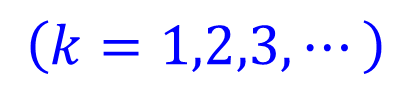 (k = 1,2,3, ⋯ )